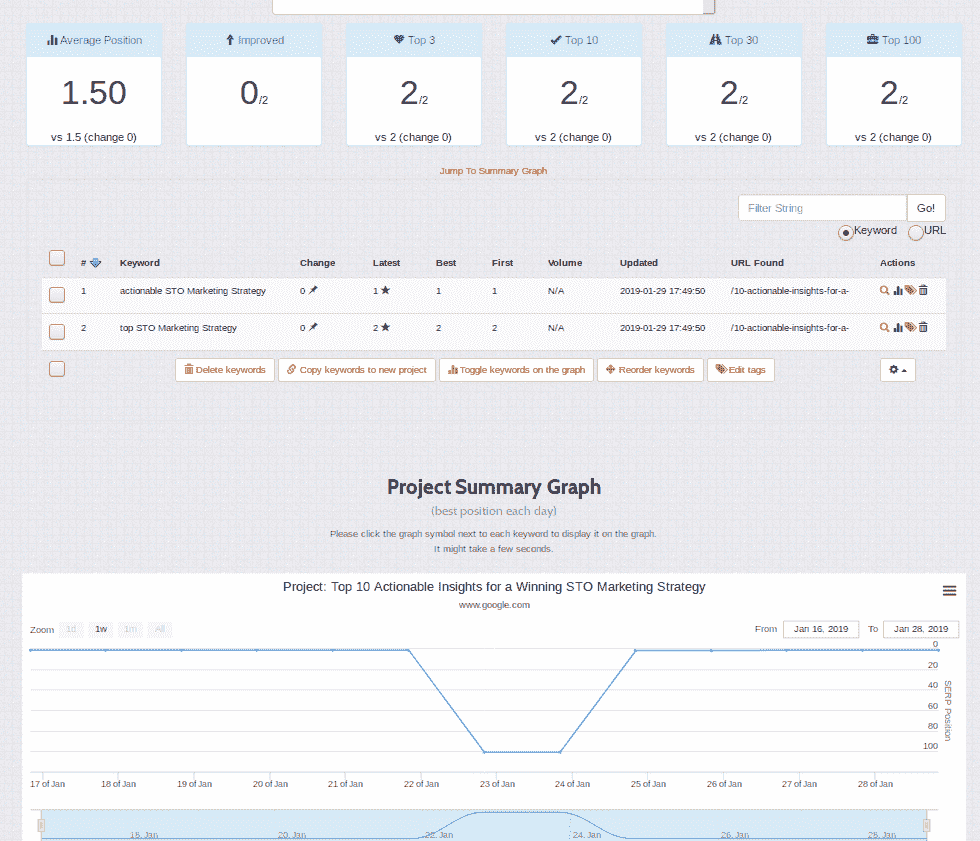 Average Position
Improved
Top 3
Top 10
Top 30
Top 100
1.50
0/2
2/2
2/2
2/2
2/2
vs 1.5 (change 0)
vs 2 (change 0)
vs 2 (change 0)
vs 2 (change 0)
vs 2 (change 0)
Jump To Summary Graph
Filter String Go!
Keyword URL
# Keyword Change Latest Best First Volume Updated URL Found Actions
1 actionable STO Marketing Strategy 0 1 1 1 N/A 2019-01-29 17:49:50 /10-actionable-insights-for-a-
2 top STO Marketing Strategy 0 2 2 2 N/A 2019-01-29 17:49:50 /10-actionable-insights-for-a-
Delete keywords Copy keywords to new project Toggle keywords on the graph Reorder keywords Edit tags
Project Summary Graph
(best position each day)
Please click the graph symbol next to each keyword to display it on the graph.
It might take a few seconds.
Project: Top 10 Actionable Insights for a Winning STO Marketing Strategy
www.google.com
Zoom 1d 1w 1m All From Jan 16, 2019 To Jan 28, 2019
0
20
40
60
80
100
SERP Position
17 of Jan 18 of Jan 19 of Jan 20 of Jan 21 of Jan 22 of Jan 23 of Jan 24 of Jan 25 of Jan 26 of Jan 27 of Jan 28 of Jan
20. Jan 22. Jan 24. Jan 26. Jan